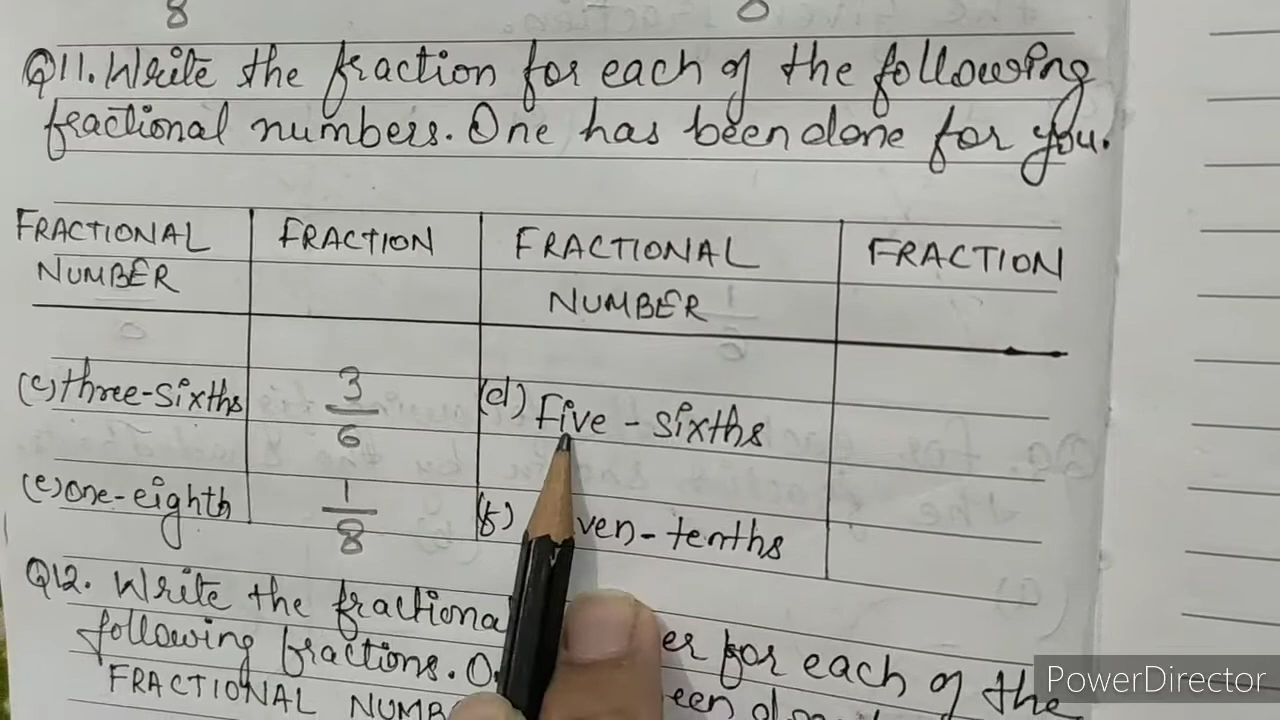 8
Q11. Write the fraction for each of the following
fractional numbers. One has been done for you.
FRACTIONAL NUMBER FRACTION FRACTIONAL NUMBER FRACTION
(c) three-sixths 3/6 (d) Five - sixths
(e) one-eighth 1/8 (f) ven-tenths
Q12. Write the fractiona er for each of the
following fractions. een
FRACTIONAL
PowerDirector